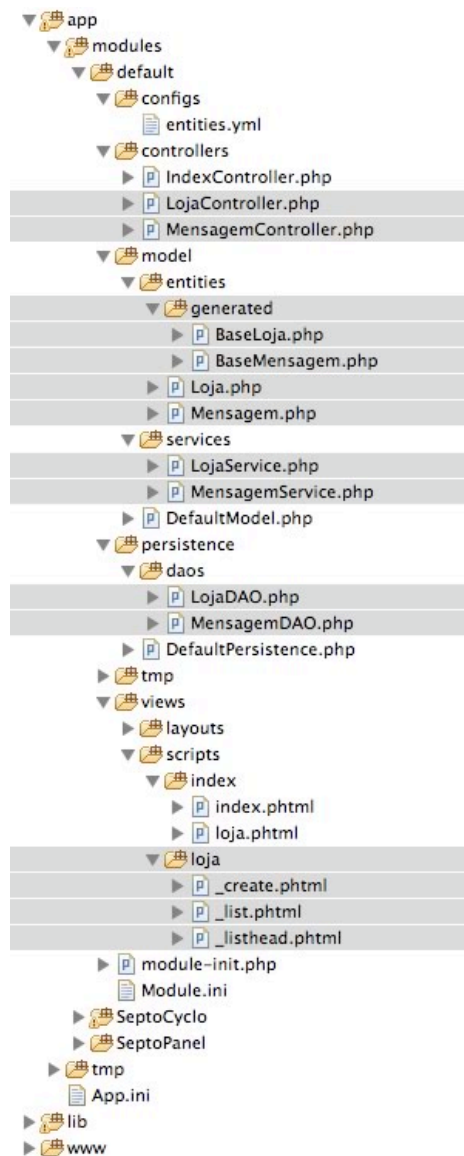 app
modules
default
configs
entities.yml
controllers
IndexController.php
LojaController.php
MensagemController.php
model
entities
generated
BaseLoja.php
BaseMensagem.php
Loja.php
Mensagem.php
services
LojaService.php
MensagemService.php
DefaultModel.php
persistence
daos
LojaDAO.php
MensagemDAO.php
DefaultPersistence.php
tmp
views
layouts
scripts
index
index.phtml
loja.phtml
loja
_create.phtml
_list.phtml
_listhead.phtml
module-init.php
Module.ini
SeptoCyclo
SeptoPanel
tmp
App.ini
lib
www